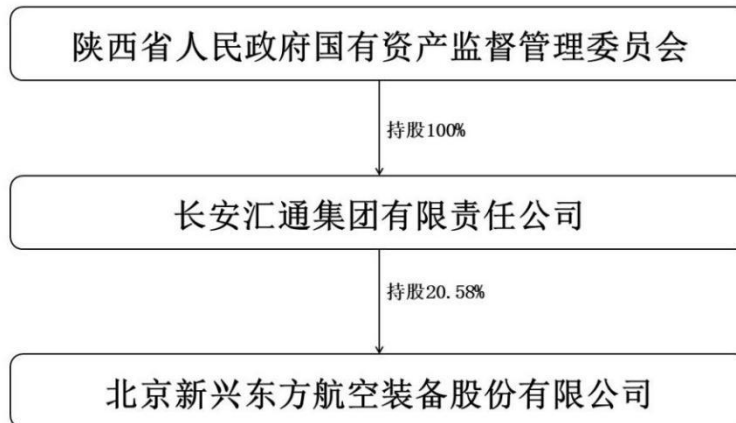 陕西省人民政府国有资产监督管理委员会
持股100%
长安汇通集团有限责任公司
持股20.58%
北京新兴东方航空装备股份有限公司